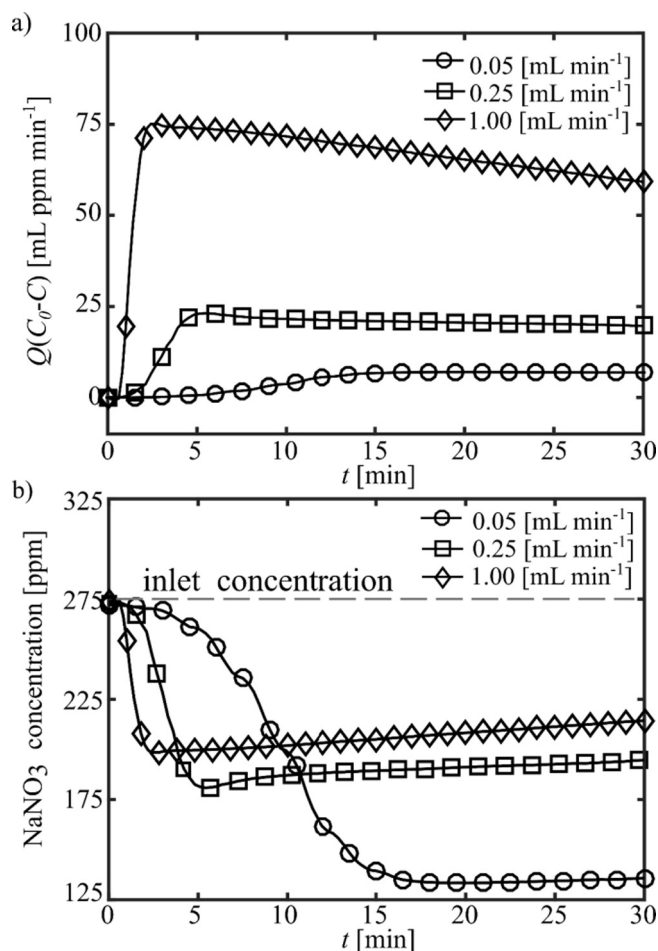 a)
100
75
50
25
0
Q(C₀-C) [mL ppm min⁻¹]
0.05 [mL min⁻¹]
0.25 [mL min⁻¹]
1.00 [mL min⁻¹]
0 5 10 15 20 25 30
t [min]
b)
325
275
225
175
125
NaNO₃ concentration [ppm]
0.05 [mL min⁻¹]
0.25 [mL min⁻¹]
1.00 [mL min⁻¹]
inlet concentration
0 5 10 15 20 25 30
t [min]